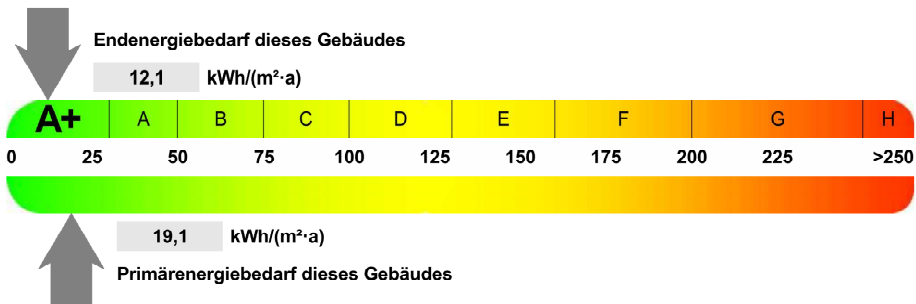 Endenergiebedarf dieses Gebäudes
12,1 kWh/(m²·a)
A+ A B C D E F G H
0 25 50 75 100 125 150 175 200 225 >250
19,1 kWh/(m²·a)
Primärenergiebedarf dieses Gebäudes